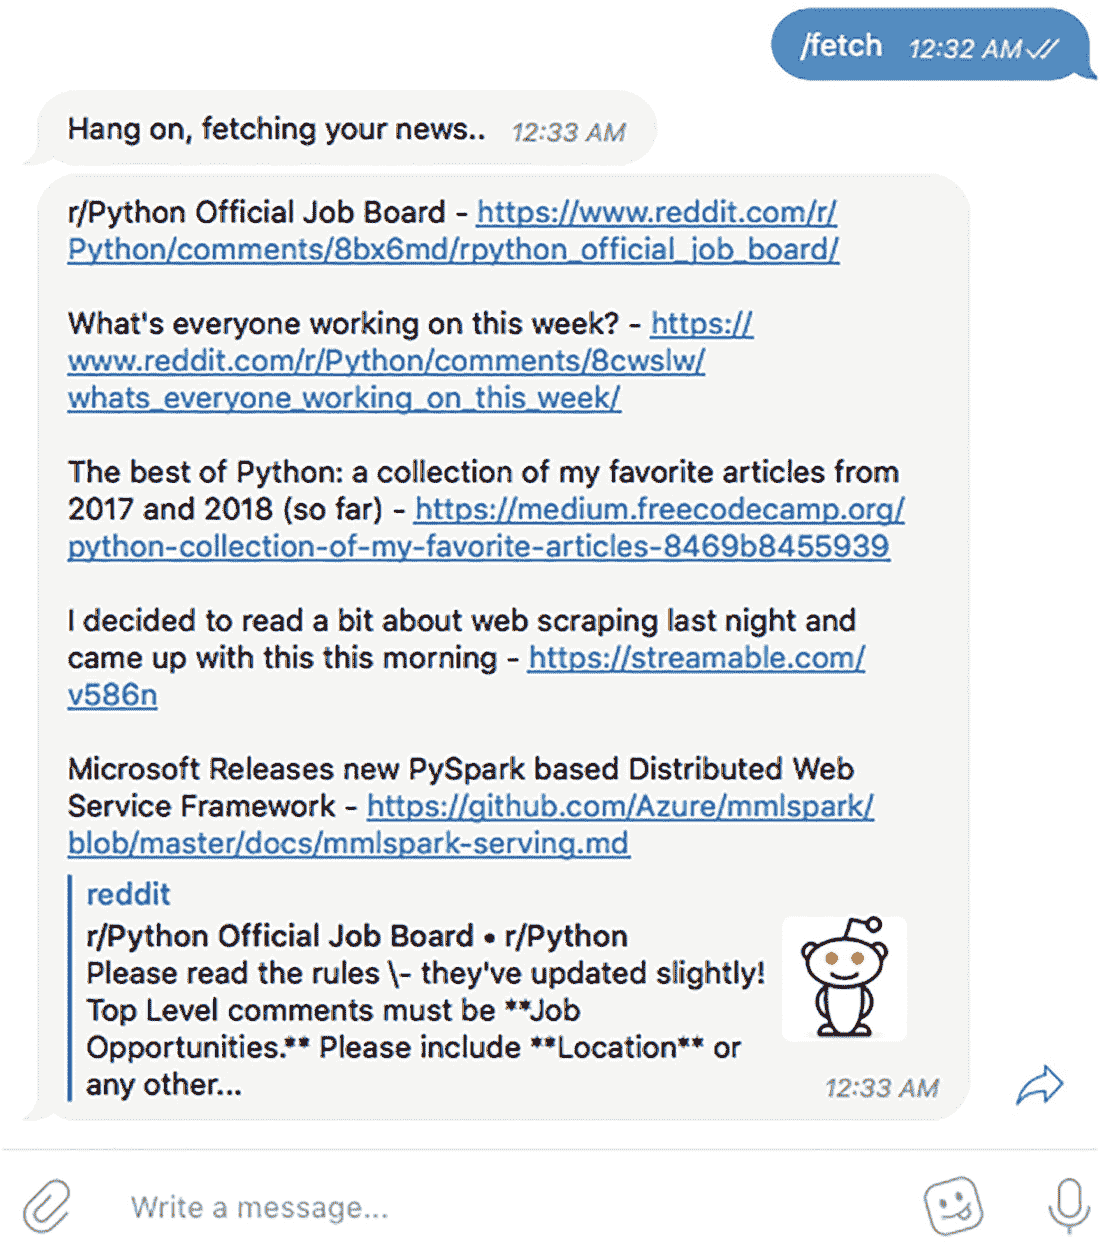 /fetch 12:32 AM
Hang on, fetching your news.. 12:33 AM
r/Python Official Job Board - https://www.reddit.com/r/
Python/comments/8bx6md/rpython_official_job_board/
What's everyone working on this week? - https://
www.reddit.com/r/Python/comments/8cwslw/
whats_everyone_working_on_this_week/
The best of Python: a collection of my favorite articles from
2017 and 2018 (so far) - https://medium.freecodecamp.org/
python-collection-of-my-favorite-articles-8469b8455939
I decided to read a bit about web scraping last night and
came up with this this morning - https://streamable.com/
v586n
Microsoft Releases new PySpark based Distributed Web
Service Framework - https://github.com/Azure/mmlspark/
blob/master/docs/mmlspark-serving.md
reddit
r/Python Official Job Board • r/Python
Please read the rules \- they've updated slightly!
Top Level comments must be **Job
Opportunities.** Please include **Location** or
any other...
12:33 AM
Write a message...